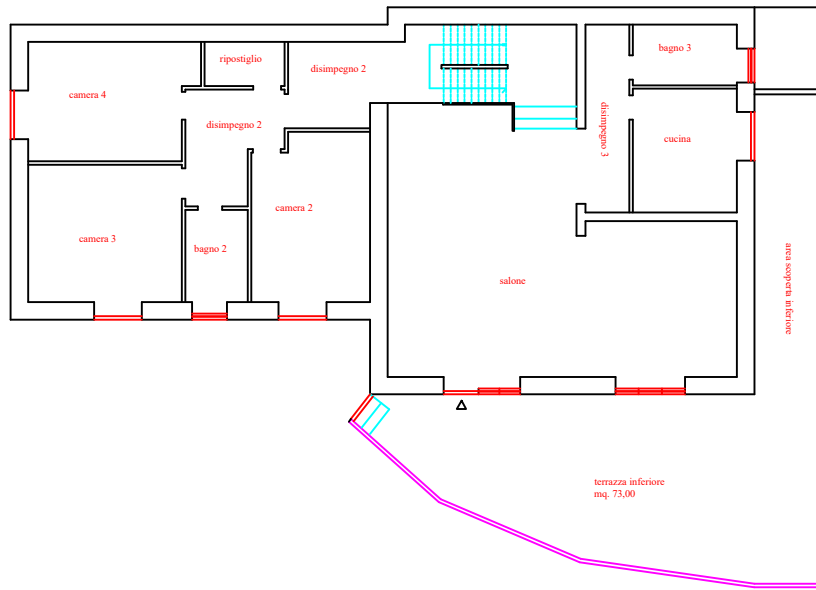 bagno 3
ripostiglio
disimpegno 2
camera 4
disimpegno 2
disimpegno 3
cucina
camera 2
camera 3
bagno 2
salone
area scoperta inferiore
terrazza inferiore
mq. 73,00